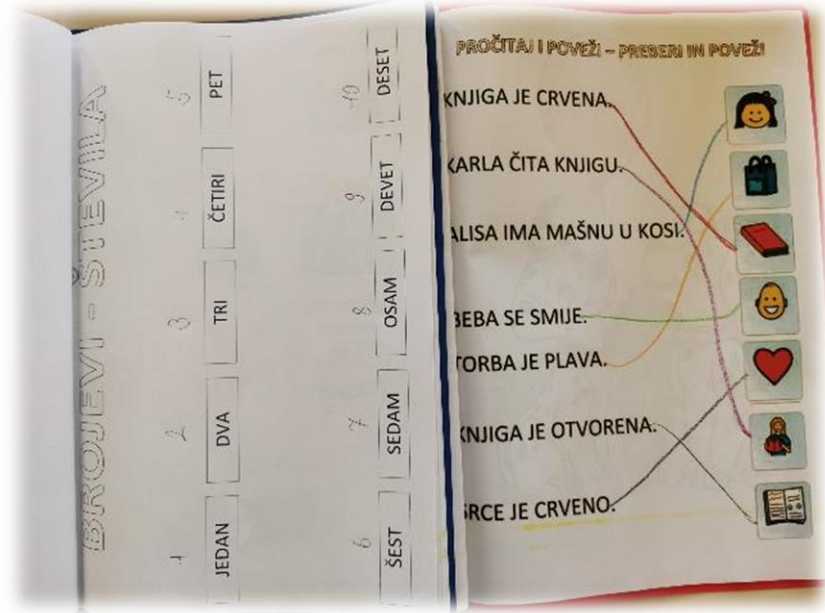 BROJEVI - ŠTEVILA
1 2 3 4 5
JEDAN DVA TRI ČETIRI PET
6 7 8 9 10
ŠEST SEDAM OSAM DEVET DESET
PROČITAJ I POVEŽI – PREBERI IN POVEŽI
KNJIGA JE CRVENA.
KARLA ČITA KNJIGU.
ALISA IMA MAŠNU U KOSI.
BEBA SE SMIJE.
TORBA JE PLAVA.
KNJIGA JE OTVORENA.
SRCE JE CRVENO.